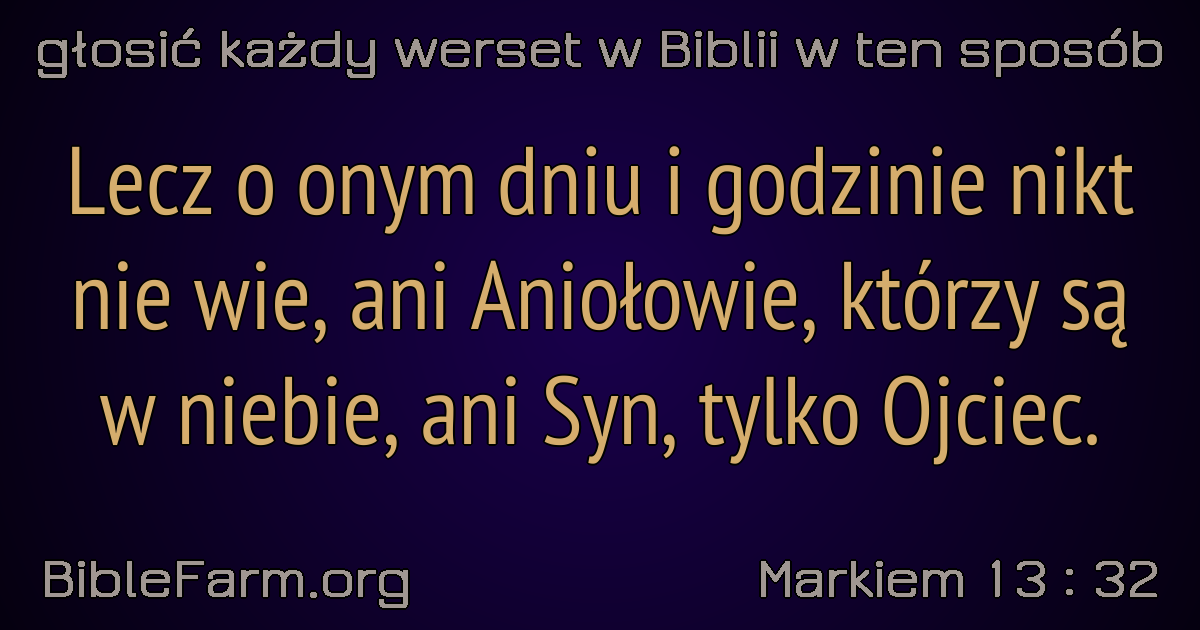 głosić każdy werset w Biblii w ten sposób
Lecz o onym dniu i godzinie nikt
nie wie, ani Aniołowie, którzy są
w niebie, ani Syn, tylko Ojciec.
BibleFarm.org
Markiem 13 : 32